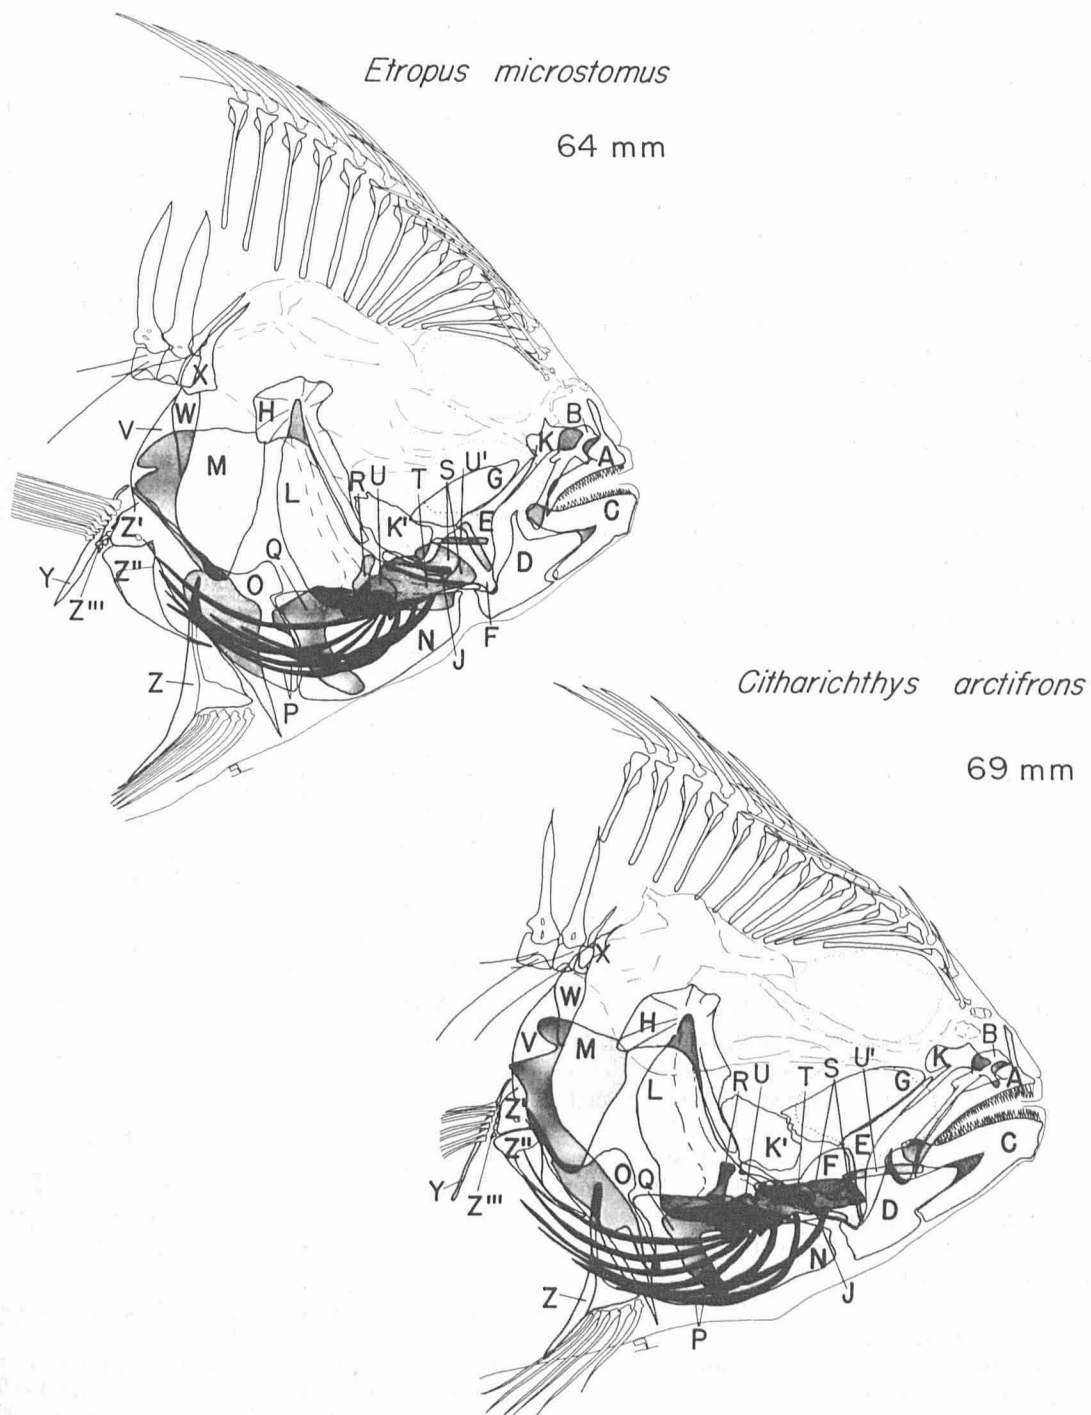 Etropus microstomus
64 mm
X
W
V
H
B
K
A
M
L
R U T S U'
G
K'
E
C
D
Z'
Q
O
Y
Z"
Z'''
N
J
F
Z
P
Citharichthys arctifrons
69 mm
X
W
H
V
M
B
K
A
L
R U T S U'
G
K'
F E
C
Z'
Z"
O Q
D
Y
Z'''
N
J
Z
P